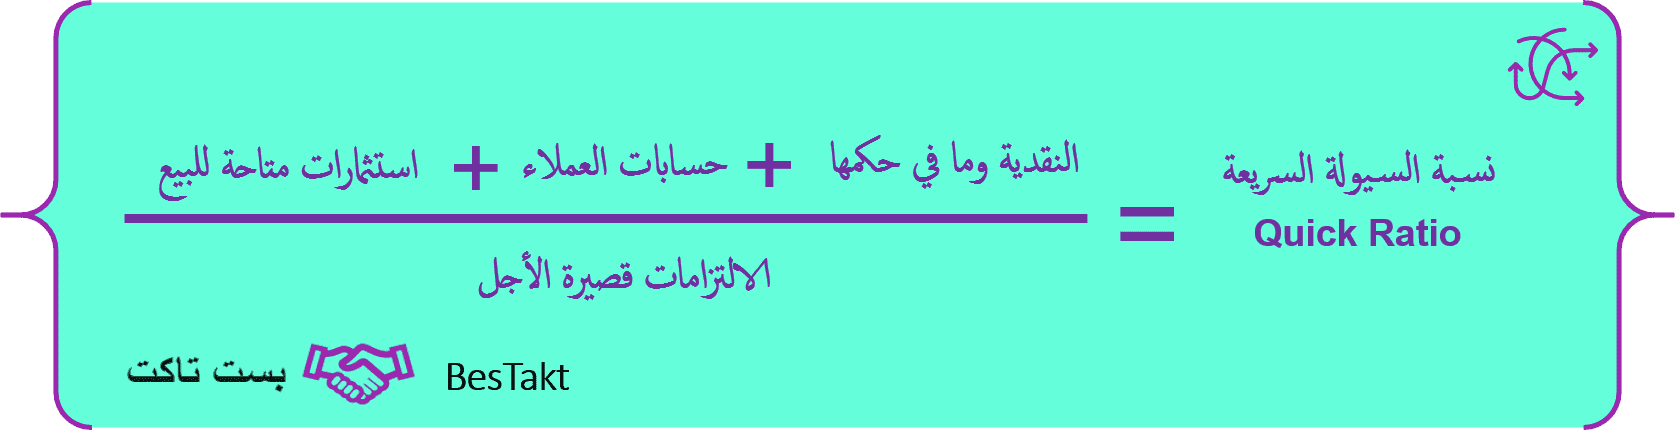 نسبة السيولة السريعة
Quick Ratio
=
النقدية وما في حكمها + حسابات العملاء + استثمارات متاحة للبيع
الالتزامات قصيرة الأجل
بست تاكت BesTakt